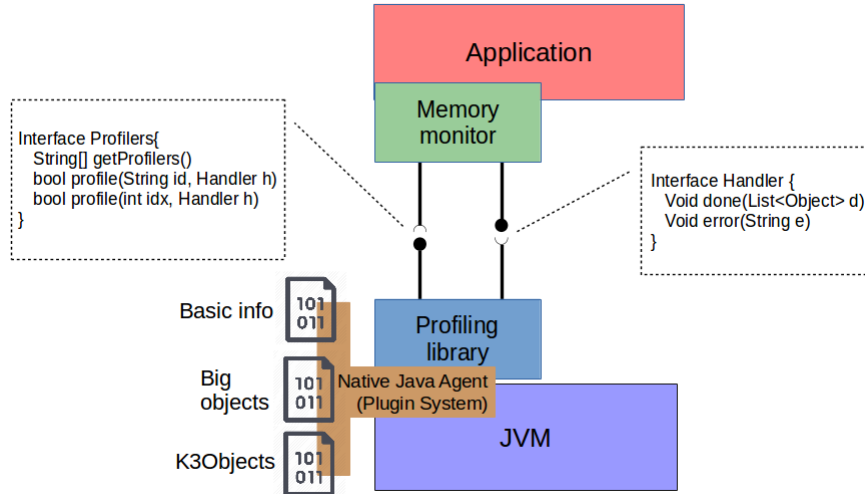 Application
Memory
monitor
Interface Profilers{
String[] getProfilers()
bool profile(String id, Handler h)
bool profile(int idx, Handler h)
}
Interface Handler {
Void done(List<Object> d)
Void error(String e)
}
Basic info
101
011
Profiling
library
Big
objects
101
011
Native Java Agent
(Plugin System)
K3Objects
101
011
JVM